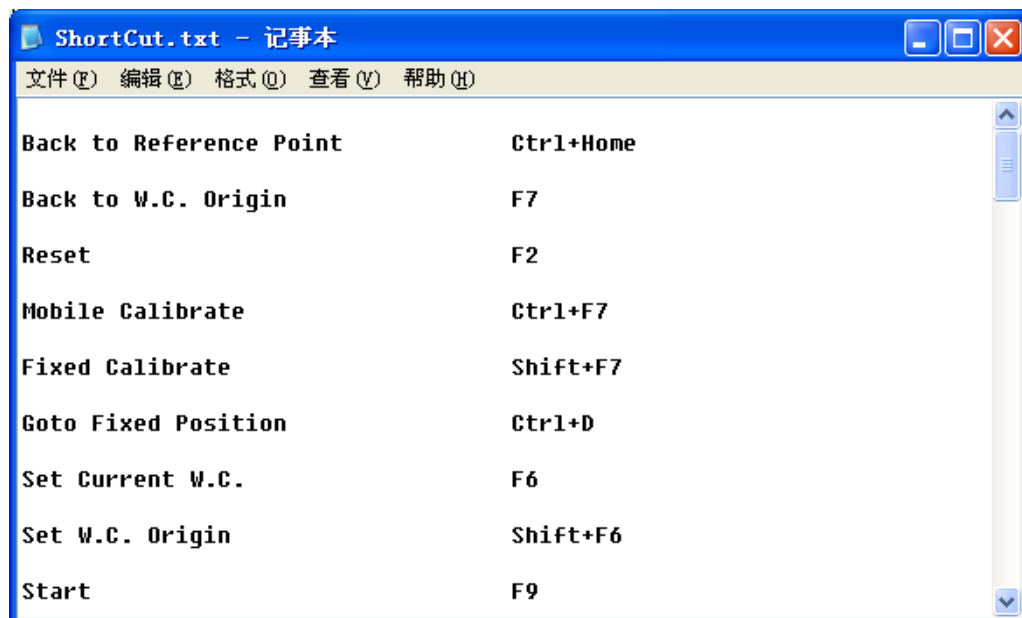 ShortCut.txt - 记事本
文件(F) 编辑(E) 格式(O) 查看(V) 帮助(H)
Back to Reference Point Ctrl+Home
Back to W.C. Origin F7
Reset F2
Mobile Calibrate Ctrl+F7
Fixed Calibrate Shift+F7
Goto Fixed Position Ctrl+D
Set Current W.C. F6
Set W.C. Origin Shift+F6
Start F9